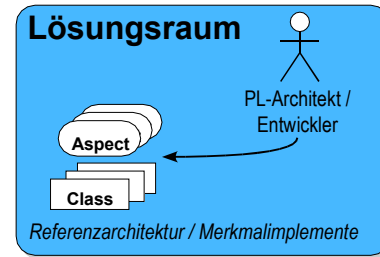 Lösungsraum
PL-Architekt /
Entwickler
Aspect
Class
Referenzarchitektur / Merkmalimplemente